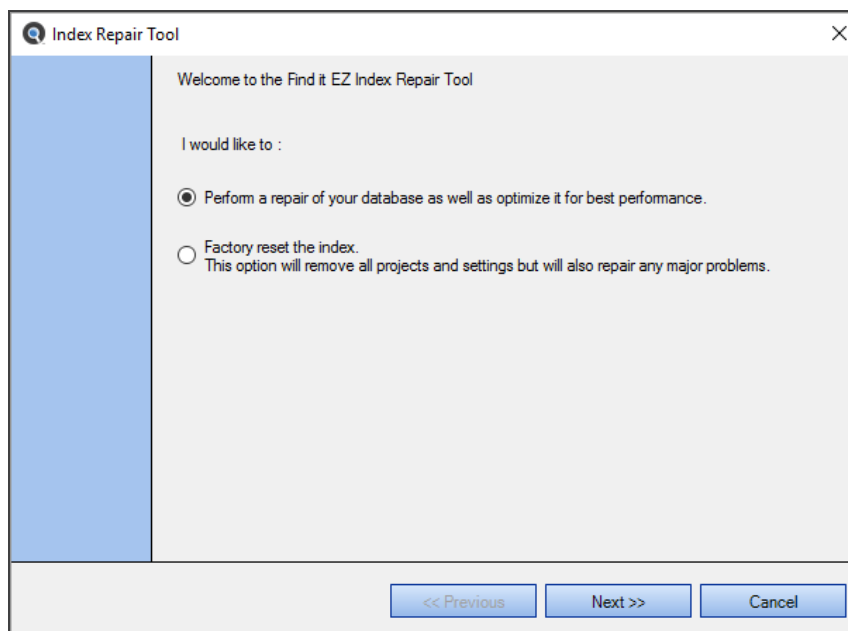 Index Repair Tool
Welcome to the Find it EZ Index Repair Tool
I would like to :
Perform a repair of your database as well as optimize it for best performance.
Factory reset the index.
This option will remove all projects and settings but will also repair any major problems.
<< Previous
Next >>
Cancel